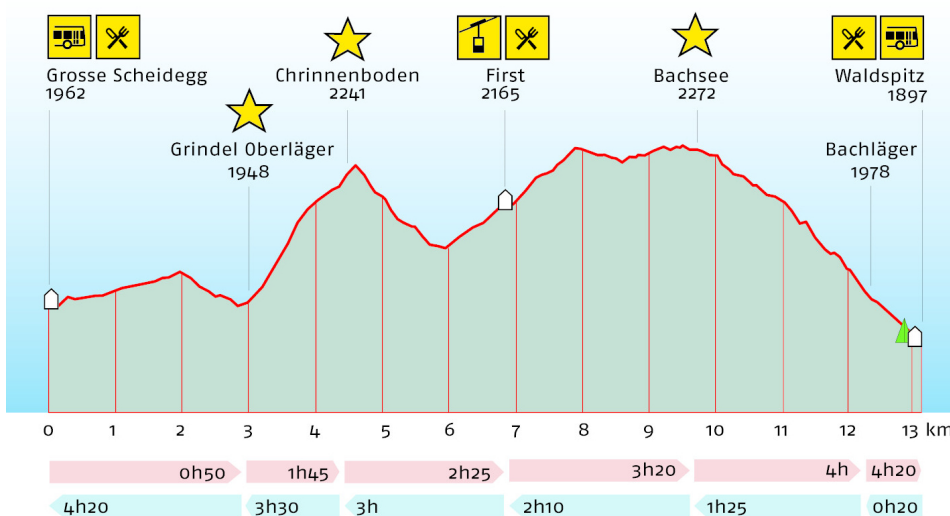 Grosse Scheidegg
1962
Chrinnenboden
2241
First
2165
Bachsee
2272
Waldspitz
1897
Grindel Oberläger
1948
Bachläger
1978
0 1 2 3 4 5 6 7 8 9 10 11 12 13 km
0h50 1h45 2h25 3h20 4h 4h20
4h20 3h30 3h 2h10 1h25 0h20